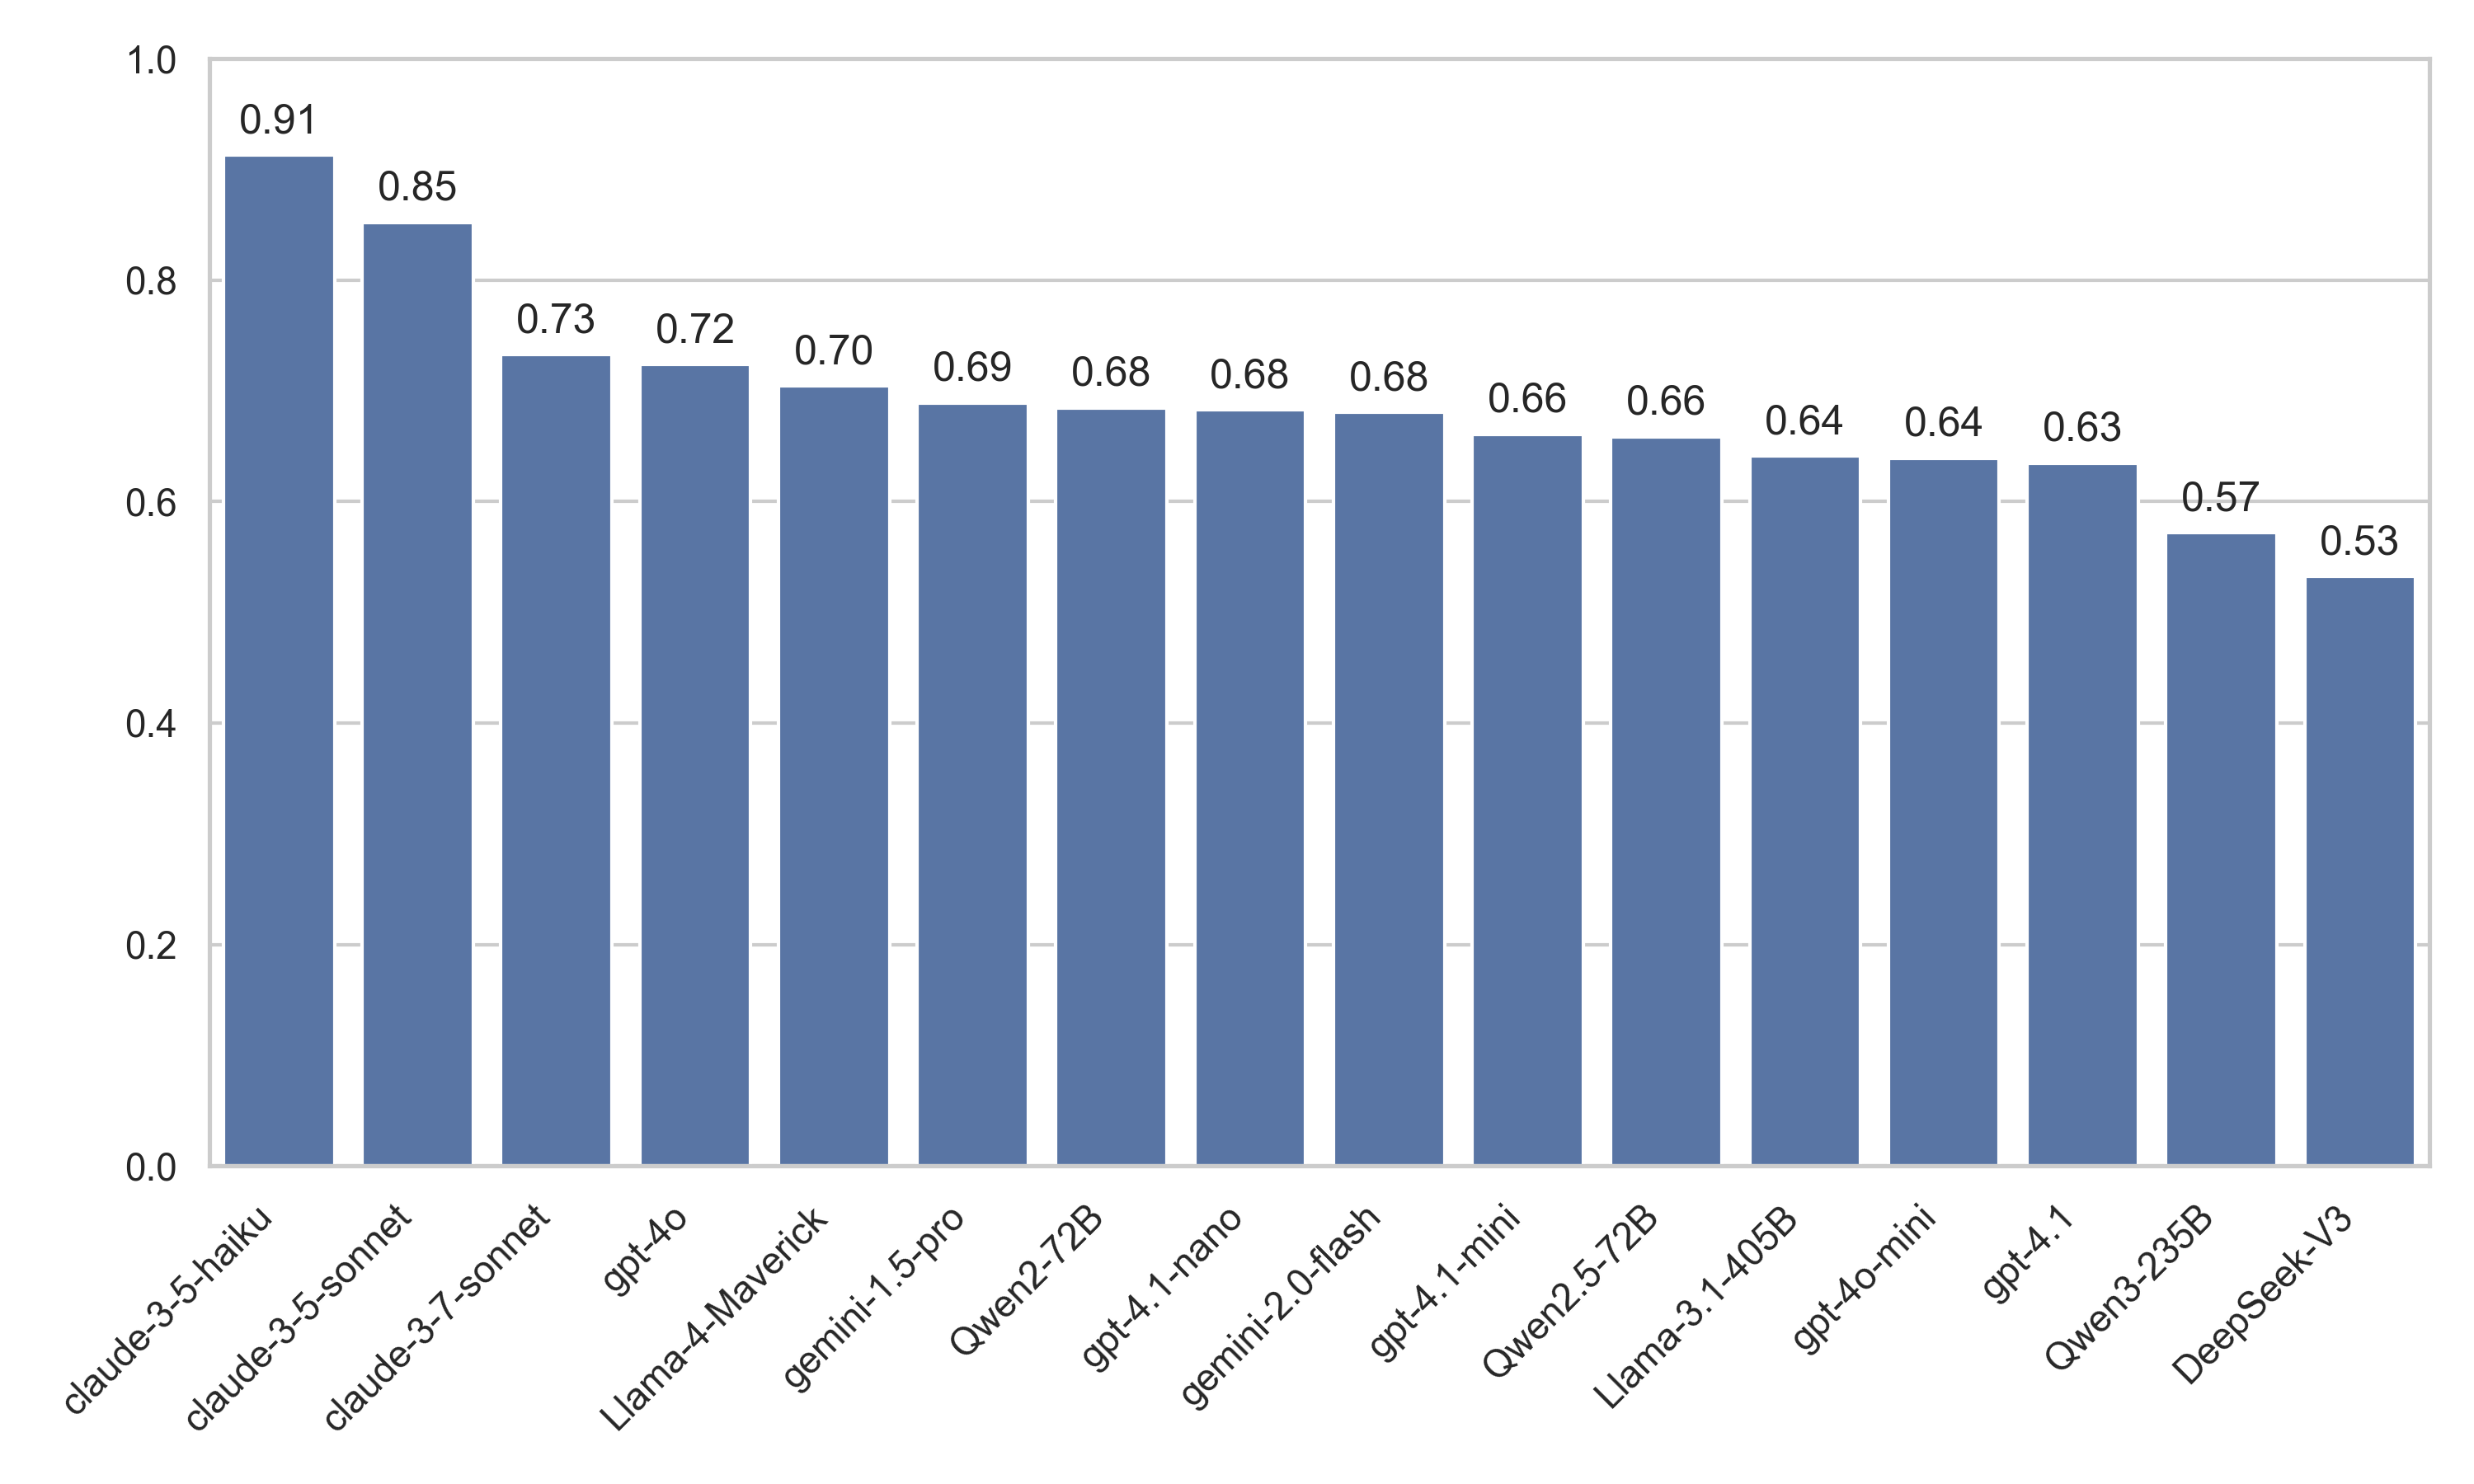 1.0
0.8
0.6
0.4
0.2
0.0
0.91
0.85
0.73
0.72
0.70
0.69
0.68
0.68
0.68
0.66
0.66
0.64
0.64
0.63
0.57
0.53
claude-3-5-haiku
claude-3-5-sonnet
claude-3-7-sonnet
gpt-4o
Llama-4-Maverick
gemini-1.5-pro
Qwen2-72B
gpt-4.1-nano
gemini-2.0-flash
gpt-4.1-mini
Qwen2.5-72B
Llama-3.1-405B
gpt-4o-mini
gpt-4.1
Qwen3-235B
DeepSeek-V3